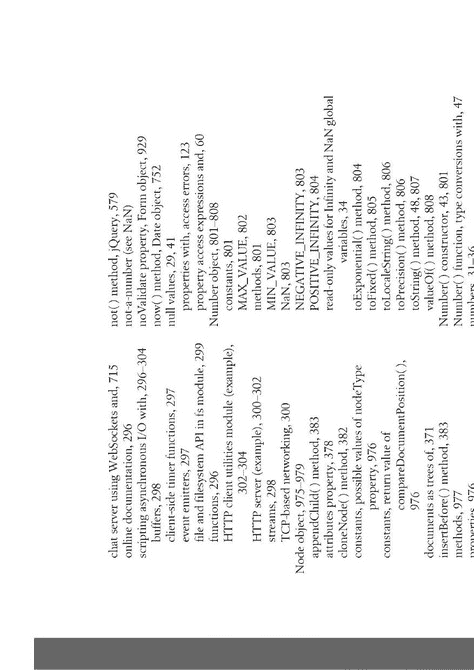 chat server using WebSockets and, 715
online documentation, 296
scripting asynchronous I/O with, 296–304
buffers, 298
client-side timer functions, 297
event emitters, 297
file and filesystem API in fs module, 299
functions, 296
HTTP client utilities module (example),
302–304
HTTP server (example), 300–302
streams, 298
TCP-based networking, 300
Node object, 975–979
appendChild( ) method, 383
attributes property, 378
cloneNode( ) method, 382
constants, possible values of nodeType
property, 976
constants, return value of
compareDocumentPosition( ),
976
documents as trees of, 371
insertBefore( ) method, 383
methods, 977
properties, 976
not( ) method, jQuery, 579
not-a-number (see NaN)
noValidate property, Form object, 929
now( ) method, Date object, 752
null values, 29, 41
properties with, access errors, 123
property access expressions and, 60
Number object, 801–808
constants, 801
MAX_VALUE, 802
methods, 801
MIN_VALUE, 803
NaN, 803
NEGATIVE_INFINITY, 803
POSITIVE_INFINITY, 804
read-only values for Infinity and NaN global
variables, 34
toExponential( ) method, 804
toFixed( ) method, 805
toLocaleString( ) method, 806
toPrecision( ) method, 806
toString( ) method, 48, 807
valueOf( ) method, 808
Number( ) constructor, 43, 801
Number( ) function, type conversions with, 47
numbers, 31–36